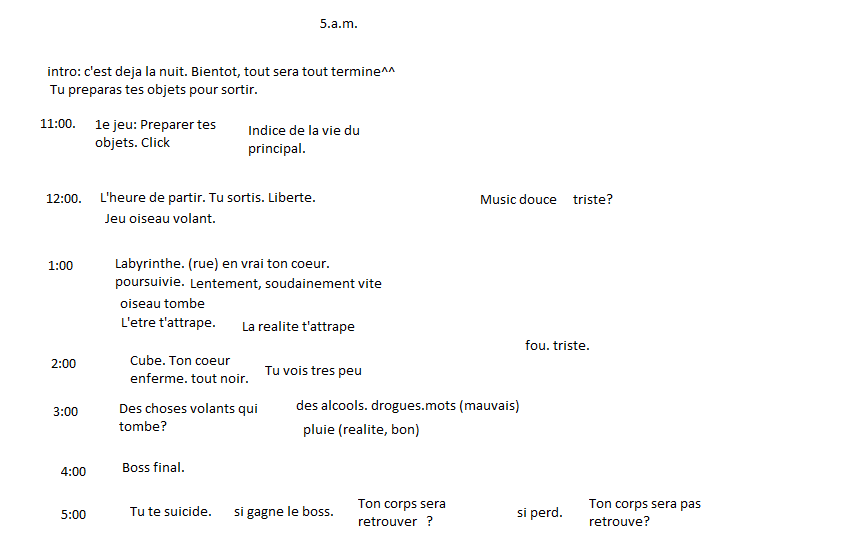 5.a.m.
intro: c'est deja la nuit. Bientot, tout sera tout termine^^
Tu preparas tes objets pour sortir.
11:00.
1e jeu: Preparer tes
objets. Click
Indice de la vie du
principal.
12:00.
L'heure de partir. Tu sortis. Liberte.
Jeu oiseau volant.
Music douce
triste?
1:00
Labyrinthe. (rue) en vrai ton coeur.
poursuivie.
Lentement, soudainement vite
oiseau tombe
L'etre t'attrape.
La realite t'attrape
fou. triste.
2:00
Cube. Ton coeur
enferme. tout noir.
Tu vois tres peu
3:00
Des choses volants qui
tombe?
des alcools. drogues.mots (mauvais)
pluie (realite, bon)
4:00
Boss final.
5:00
Tu te suicide.
si gagne le boss.
Ton corps sera
retrouver ?
si perd.
Ton corps sera pas
retrouve?